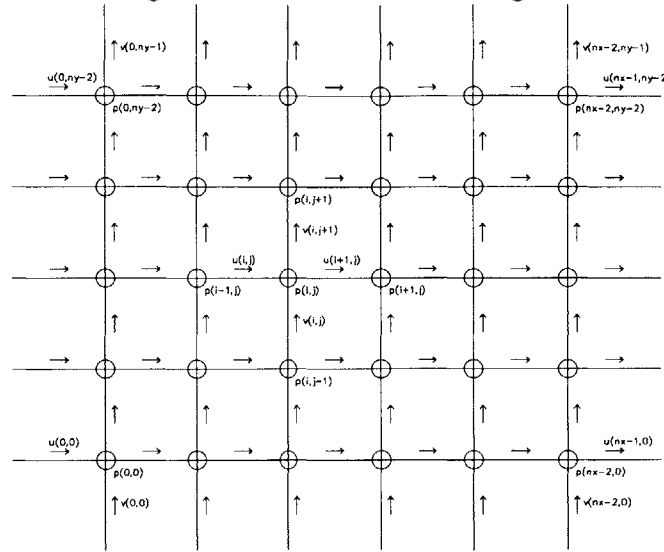 v(0,ny-1)
v(nx-2,ny-1)
u(0,ny-2)
u(nx-1,ny-2
p(0,ny-2)
p(nx-2,ny-2)
p(i,j+1)
v(i,j+1)
u(i,j)
u(i+1,j)
p(i-1,j)
p(i,j)
p(i+1,j)
v(i,j)
p(i,j-1)
u(0,0)
u(nx-1,0)
p(0,0)
p(nx-2,0)
v(0,0)
v(nx-2,0)